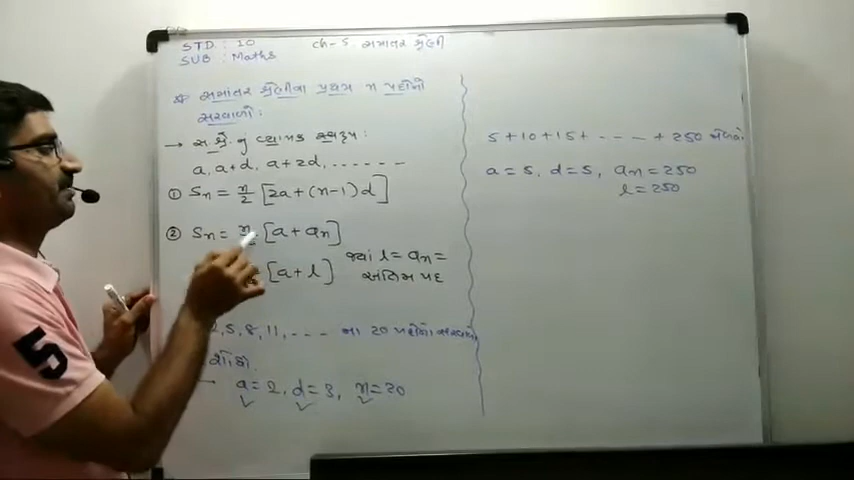 STD : 10 ch-5 સમાંતર શ્રેણી
SUB : Maths
* સમાંતર શ્રેણીના પ્રથમ n પદોનો
સરવાળો :
→ સ.શ્રે. નું વ્યાપક સ્વરૂપ :
a, a+d, a+2d, ......
① Sn = n/2 [2a+(n-1)d]
② Sn = n/2 [a+an]
[a+l] જ્યાં l = an =
અંતિમ પદ
2,5,8,11,... ના 20 પદોનો સરવાળો
શોધો.
a=2, d=3, n=20
5+10+15+ ..... + 250 મેળવો
a=5, d=5, an=250
l=250